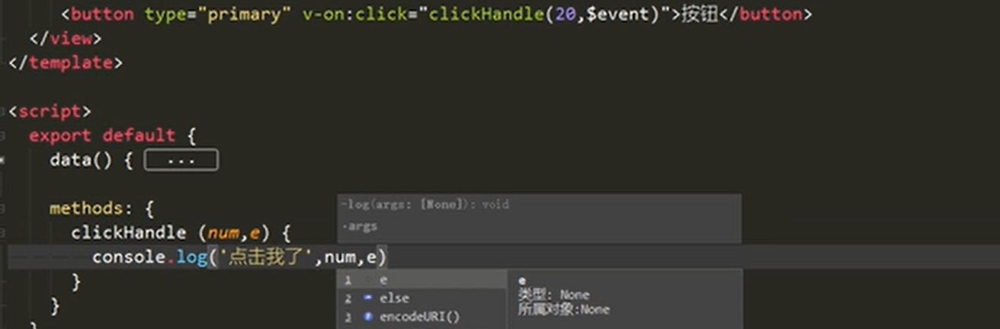 <button type="primary" v-on:click="clickHandle(20,$event)">按钮</button>
</view>
</template>
<script>
export default {
data() { ...
methods: {
-log(args: [None]): void
clickHandle (num,e) {
·args
console.log('点击我了',num,e)
1 e
e
}
类型: None
2 else
}
所属对象:None
3 encodeURI()
}